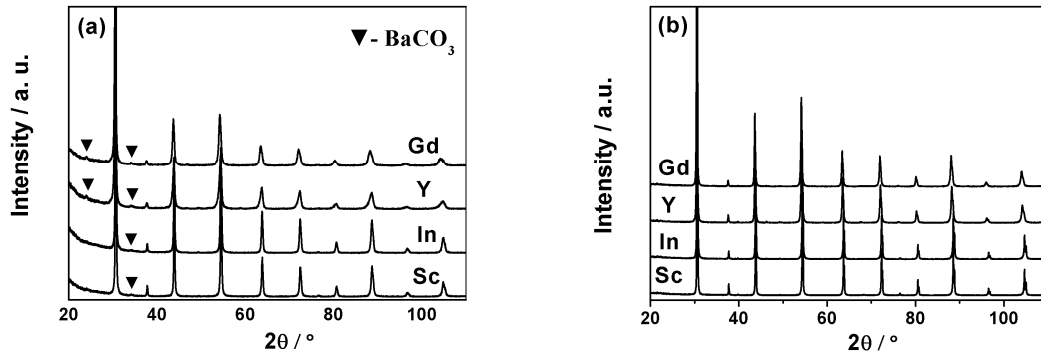 (a)
▼- BaCO₃
Gd
Y
In
Sc
Intensity / a. u.
20 40 60 80 100
2θ / °
(b)
Gd
Y
In
Sc
Intensity / a.u.
20 40 60 80 100
2θ / °